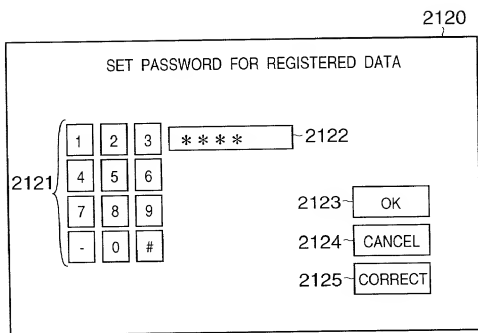 2120
SET PASSWORD FOR REGISTERED DATA
1 2 3 **** 2122
4 5 6
2121
7 8 9
2123 OK
- 0 #
2124 CANCEL
2125 CORRECT